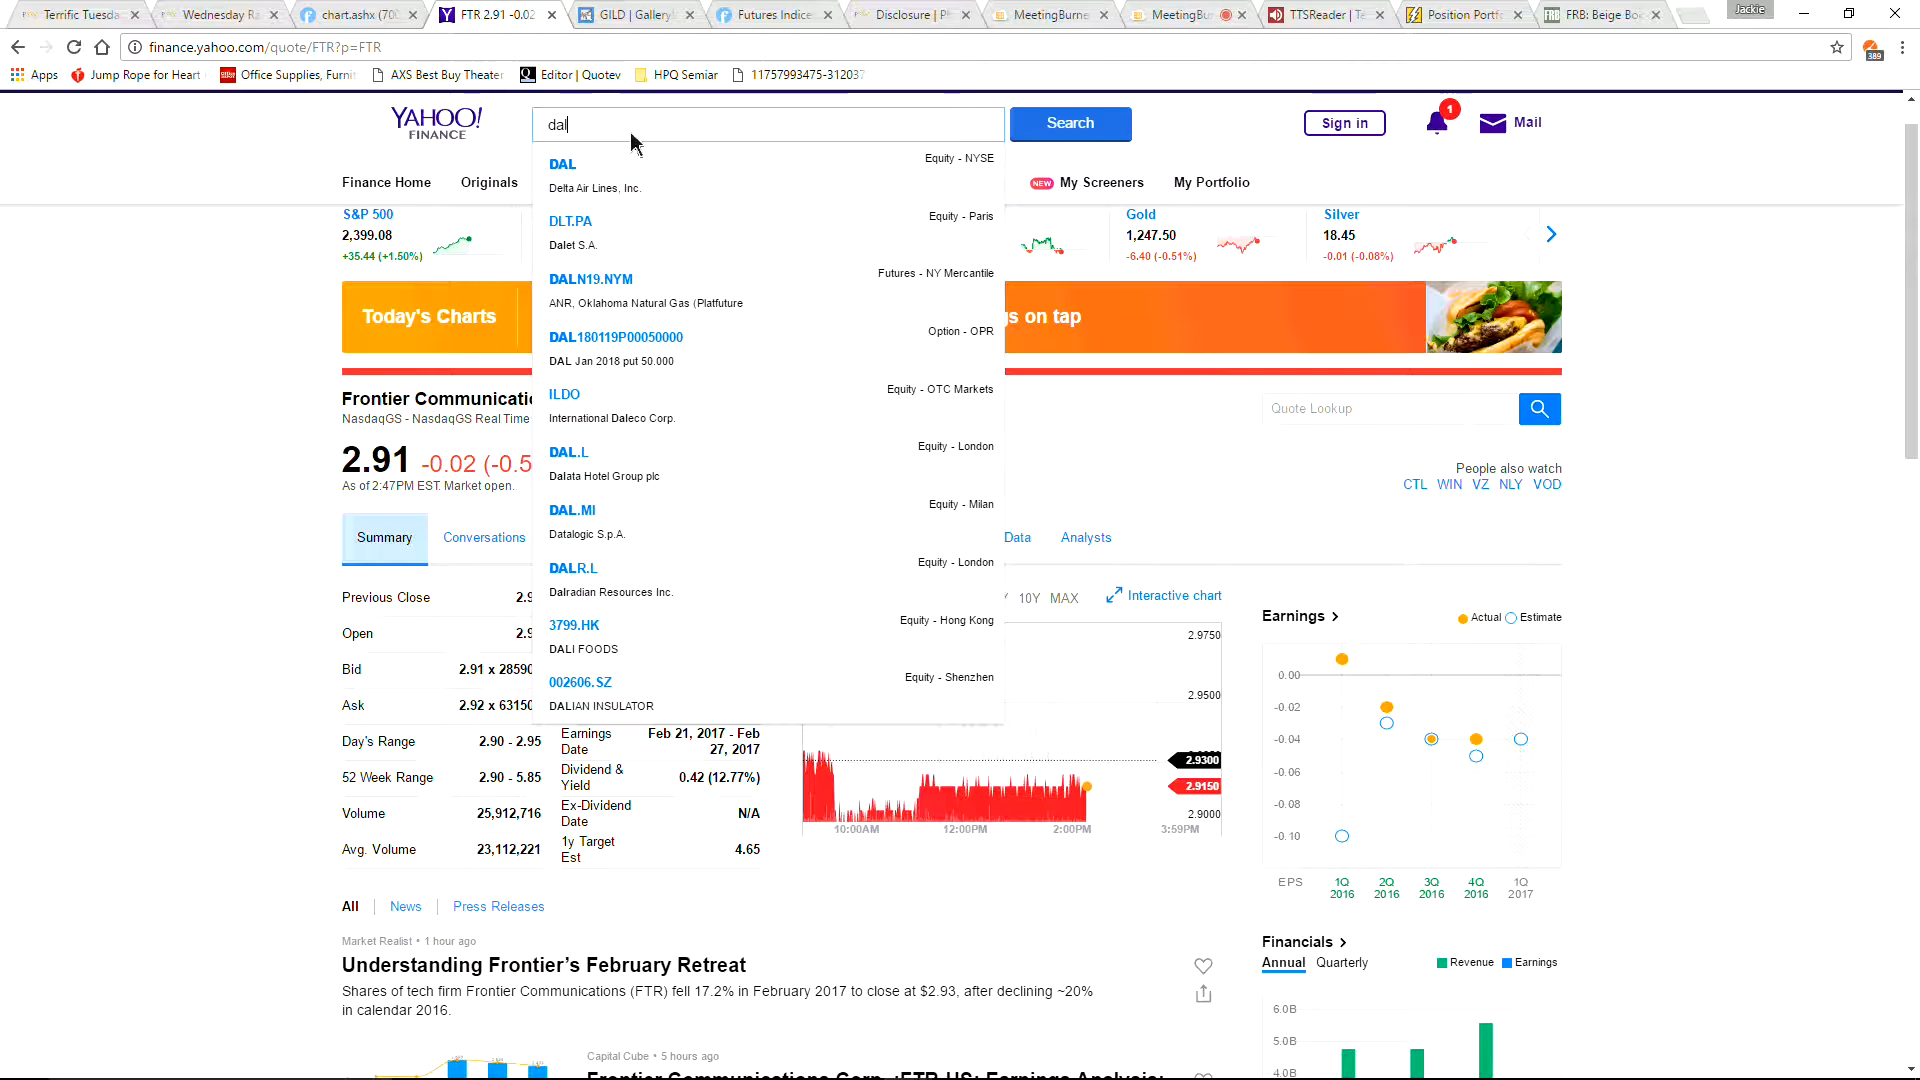 Terrific Tuesda
Wednesday Ra
chart.ashx (700
FTR 2.91 -0.02
GILD | Gallery
Futures Indice
Disclosure | P
MeetingBurne
MeetingBur
TTSReader | Te
Position Portf
FRB: Beige Bo
Jackie
finance.yahoo.com/quote/FTR?p=FTR
389
Apps
Jump Rope for Heart
Office Supplies, Furni
AXS Best Buy Theater
Editor | Quotev
HPQ Semiar
11757993475-312037
YAHOO!
FINANCE
dal
Search
Sign in
1
Mail
Finance Home
Originals
NEW My Screeners
My Portfolio
DAL
Equity - NYSE
Delta Air Lines, Inc.
DLT.PA
Equity - Paris
Dalet S.A.
DALN19.NYM
Futures - NY Mercantile
ANR, Oklahoma Natural Gas (Platfuture
DAL180119P00050000
Option - OPR
DAL Jan 2018 put 50.000
ILDO
Equity - OTC Markets
International Daleco Corp.
DAL.L
Equity - London
Dalata Hotel Group plc
DAL.MI
Equity - Milan
Datalogic S.p.A.
DALR.L
Equity - London
Dalradian Resources Inc.
3799.HK
Equity - Hong Kong
DALI FOODS
002606.SZ
Equity - Shenzhen
DALIAN INSULATOR
S&P 500
2,399.08
+35.44 (+1.50%)
Gold
1,247.50
-6.40 (-0.51%)
Silver
18.45
-0.01 (-0.08%)
Today's Charts
s on tap
Frontier Communicati
NasdaqGS - NasdaqGS Real Time
2.91 -0.02 (-0.5
As of 2:47PM EST. Market open.
Quote Lookup
People also watch
CTL WIN VZ NLY VOD
Summary
Conversations
Data
Analysts
Previous Close 2.9
Open 2.9
Bid 2.91 x 28590
Ask 2.92 x 63150
Day's Range 2.90 - 2.95
52 Week Range 2.90 - 5.85
Volume 25,912,716
Avg. Volume 23,112,221
Earnings Date Feb 21, 2017 - Feb 27, 2017
Dividend & Yield 0.42 (12.77%)
Ex-Dividend Date N/A
1y Target Est 4.65
10Y MAX
Interactive chart
2.9750
2.9500
2.9300
2.9150
2.9000
10:00AM 12:00PM 2:00PM 3:59PM
Earnings
Actual Estimate
0.00
-0.02
-0.04
-0.06
-0.08
-0.10
EPS 1Q 2Q 3Q 4Q 1Q
2016 2016 2016 2016 2017
All
News
Press Releases
Market Realist • 1 hour ago
Understanding Frontier's February Retreat
Shares of tech firm Frontier Communications (FTR) fell 17.2% in February 2017 to close at $2.93, after declining ~20%
in calendar 2016.
Capital Cube • 5 hours ago
Frontier Communications Corp. :FTR-US: Earnings Analysis:
Financials
Annual Quarterly
Revenue Earnings
6.0B
5.0B
4.0B